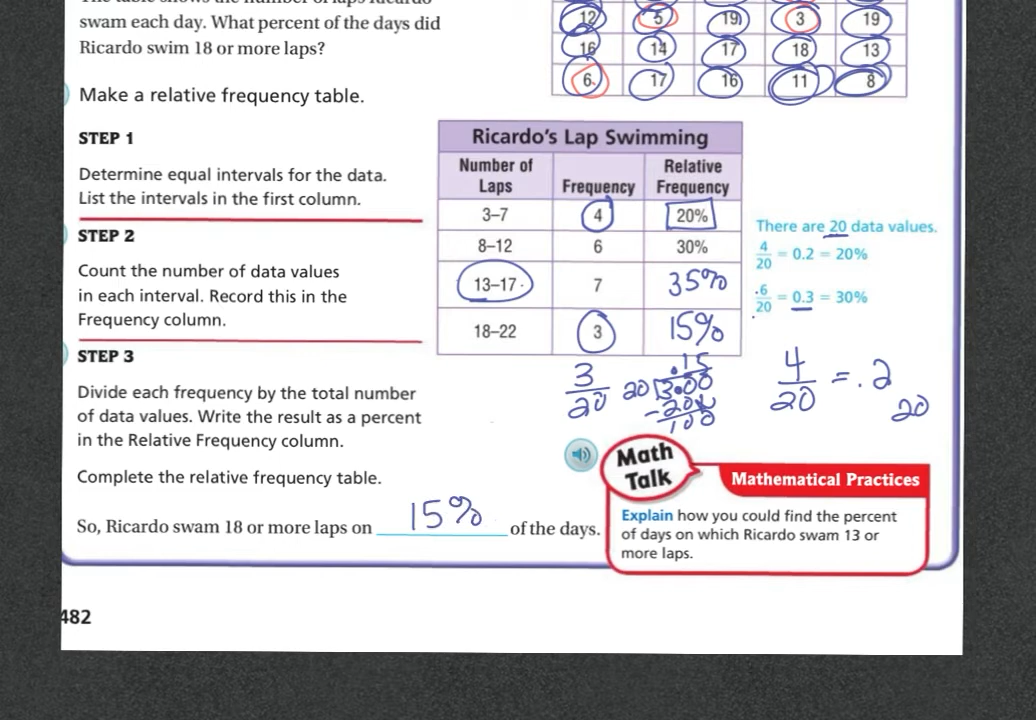 swam each day. What percent of the days did
Ricardo swim 18 or more laps?
12 5 19 3 19
16 14 17 18 13
6 17 16 11 8
Make a relative frequency table.
STEP 1
Determine equal intervals for the data.
List the intervals in the first column.
STEP 2
Count the number of data values
in each interval. Record this in the
Frequency column.
STEP 3
Divide each frequency by the total number
of data values. Write the result as a percent
in the Relative Frequency column.
Complete the relative frequency table.
So, Ricardo swam 18 or more laps on 15% of the days.
Ricardo's Lap Swimming
Number of Laps Frequency Relative Frequency
3–7 4 20%
8–12 6 30%
13–17 7 35%
18–22 3 15%
There are 20 data values.
4/20 = 0.2 = 20%
6/20 = 0.3 = 30%
3/20
.15
20 3.00
-20
100
4/20 = .2
20
Math
Talk
Mathematical Practices
Explain how you could find the percent
of days on which Ricardo swam 13 or
more laps.
482